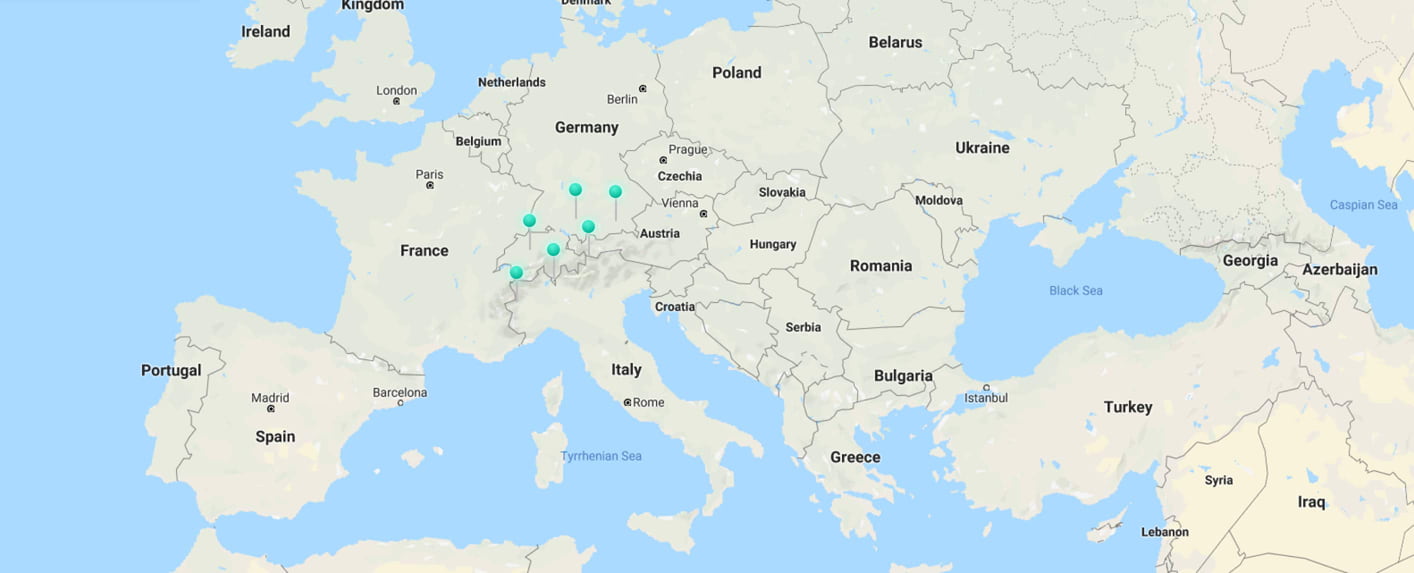 Kingdom
Denmark
Ireland
Belarus
Poland
Netherlands
London
Berlin
Germany
Belgium
Ukraine
Prague
Paris
Czechia
Slovakia
Vienna
Moldova
Caspian Sea
Austria
Hungary
France
Romania
Georgia
Azerbaijan
Black Sea
Croatia
Serbia
Portugal
Italy
Bulgaria
Madrid
Barcelona
Istanbul
Rome
Turkey
Spain
Tyrrhenian Sea
Greece
Syria
Iraq
Lebanon